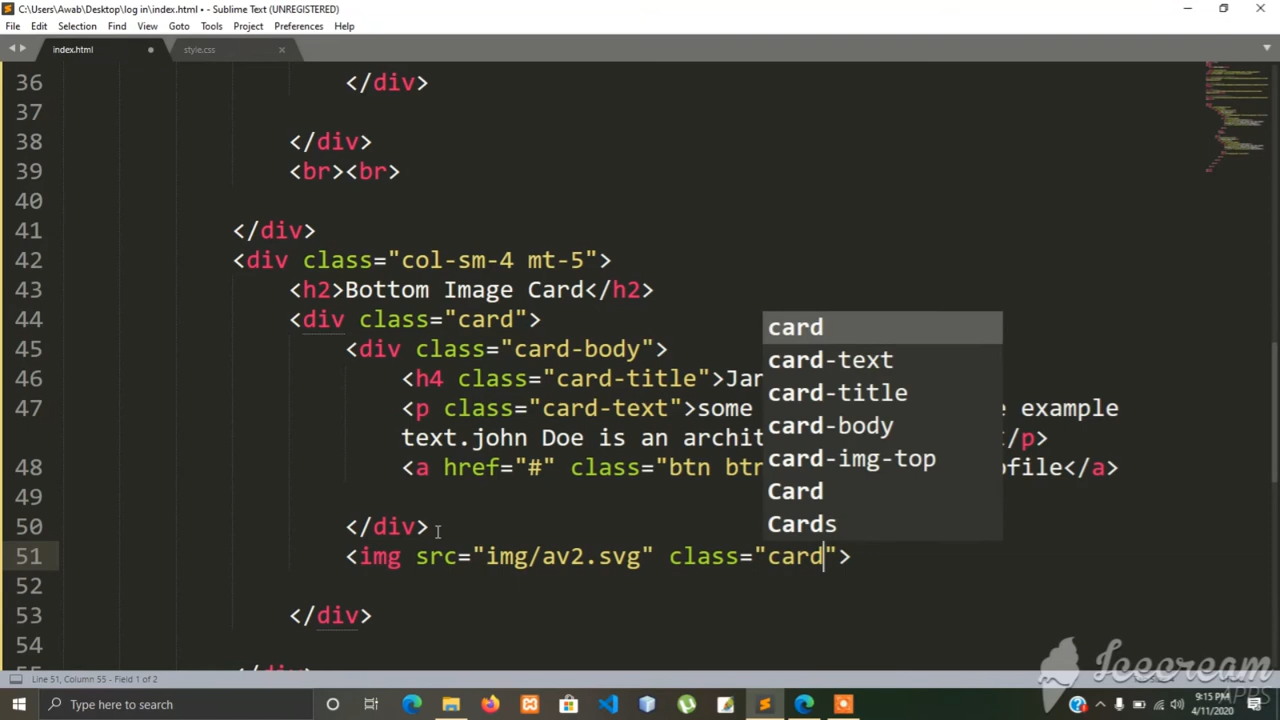 C:\Users\Awab\Desktop\log in\index.html • - Sublime Text (UNREGISTERED)
File Edit Selection Find View Goto Tools Project Preferences Help
index.html style.css
36 </div>
37
38 </div>
39 <br><br>
40
41 </div>
42 <div class="col-sm-4 mt-5">
43 <h2>Bottom Image Card</h2>
44 <div class="card">
45 <div class="card-body">
46 <h4 class="card-title">Jan
47 <p class="card-text">some e example
text.john Doe is an archit /p>
48 <a href="#" class="btn btn ofile</a>
49
50 </div>
51 <img src="img/av2.svg" class="card">
52
53 </div>
54
55 </div>
card
card-text
card-title
card-body
card-img-top
Card
Cards
Line 51, Column 55 - Field 1 of 2
Icecream
APPS
Type here to search
9:15 PM
4/11/2020